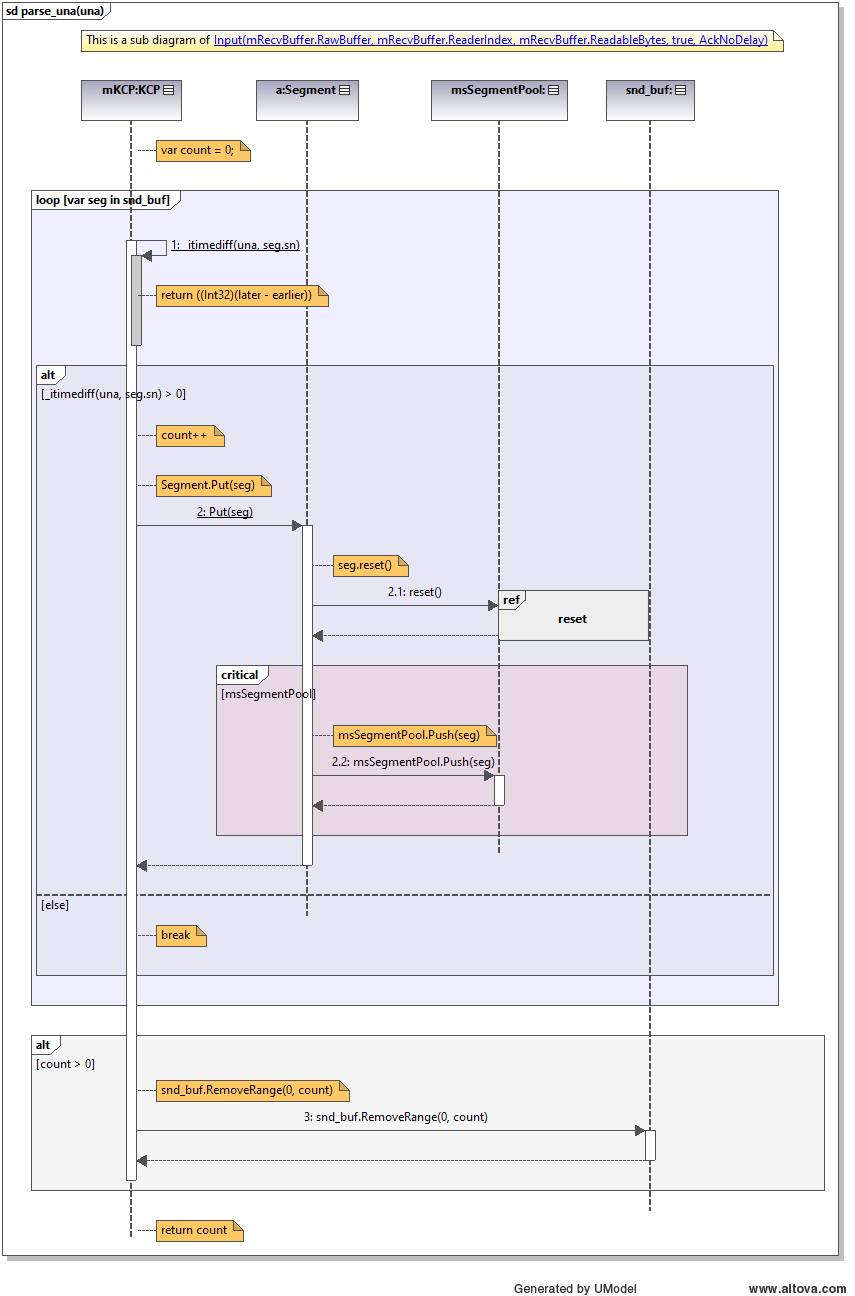 sd parse_una(una)
This is a sub diagram of Input(mRecvBuffer.RawBuffer, mRecvBuffer.ReaderIndex, mRecvBuffer.ReadableBytes, true, AckNoDelay)
mKCP:KCP
a:Segment
msSegmentPool:
snd_buf:
var count = 0;
loop [var seg in snd_buf]
1: _itimediff(una, seg.sn)
return ((Int32)(later - earlier))
alt
[_itimediff(una, seg.sn) > 0]
count++
Segment.Put(seg)
2: Put(seg)
seg.reset()
2.1: reset()
ref
reset
critical
[msSegmentPool]
msSegmentPool.Push(seg)
2.2: msSegmentPool.Push(seg)
[else]
break
alt
[count > 0]
snd_buf.RemoveRange(0, count)
3: snd_buf.RemoveRange(0, count)
return count
Generated by UModel
www.altova.com